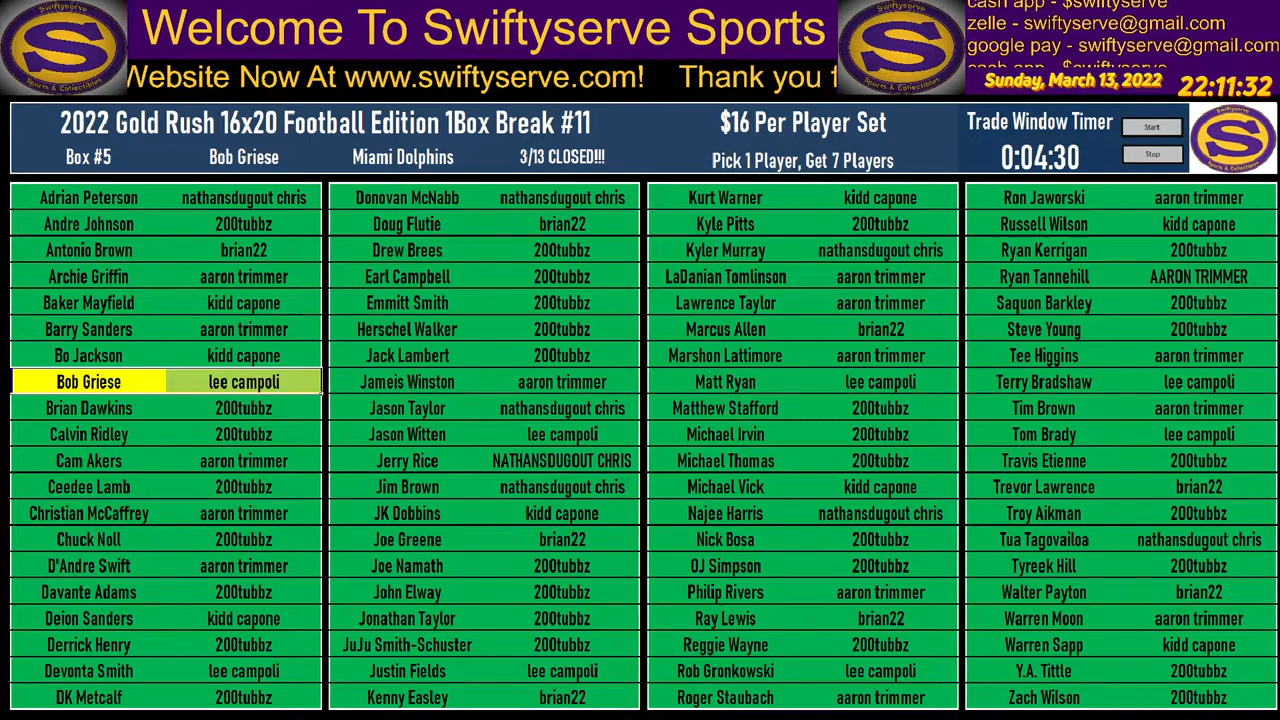 Welcome To Swiftyserve Sports
Website Now At www.swiftyserve.com! Thank you f
cash app - $swiftyserve
zelle - swiftyserve@gmail.com
google pay - swiftyserve@gmail.com
cash app - $swiftyserve
Sunday, March 13, 2022 22:11:32
S
Swiftyserve
Sports & Collectibles
S
Swiftyserve
Sports & Collectibles
2022 Gold Rush 16x20 Football Edition 1Box Break #11
Box #5 Bob Griese Miami Dolphins 3/13 CLOSED!!!
$16 Per Player Set
Pick 1 Player, Get 7 Players
Trade Window Timer
0:04:30
Start
Stop
Swiftyserve
S
Sports & Collectibles
Adrian Peterson nathansdugout chris
Andre Johnson 200tubbz
Antonio Brown brian22
Archie Griffin aaron trimmer
Baker Mayfield kidd capone
Barry Sanders aaron trimmer
Bo Jackson kidd capone
Bob Griese lee campoli
Brian Dawkins 200tubbz
Calvin Ridley 200tubbz
Cam Akers aaron trimmer
Ceedee Lamb 200tubbz
Christian McCaffrey aaron trimmer
Chuck Noll 200tubbz
D'Andre Swift aaron trimmer
Davante Adams 200tubbz
Deion Sanders kidd capone
Derrick Henry 200tubbz
Devonta Smith lee campoli
DK Metcalf 200tubbz
Donovan McNabb nathansdugout chris
Doug Flutie brian22
Drew Brees 200tubbz
Earl Campbell aaron trimmer
Emmitt Smith 200tubbz
Herschel Walker 200tubbz
Jack Lambert 200tubbz
Jameis Winston aaron trimmer
Jason Taylor nathansdugout chris
Jason Witten lee campoli
Jerry Rice NATHANSDUGOUT CHRIS
Jim Brown nathansdugout chris
JK Dobbins kidd capone
Joe Greene brian22
Joe Namath 200tubbz
John Elway 200tubbz
Jonathan Taylor 200tubbz
JuJu Smith-Schuster 200tubbz
Justin Fields lee campoli
Kenny Easley brian22
Kurt Warner kidd capone
Kyle Pitts 200tubbz
Kyler Murray nathansdugout chris
LaDanian Tomlinson aaron trimmer
Lawrence Taylor aaron trimmer
Marcus Allen brian22
Marshon Lattimore aaron trimmer
Matt Ryan lee campoli
Matthew Stafford 200tubbz
Michael Irvin 200tubbz
Michael Thomas 200tubbz
Michael Vick kidd capone
Najee Harris nathansdugout chris
Nick Bosa 200tubbz
OJ Simpson 200tubbz
Philip Rivers aaron trimmer
Ray Lewis brian22
Reggie Wayne 200tubbz
Rob Gronkowski lee campoli
Roger Staubach aaron trimmer
Ron Jaworski aaron trimmer
Russell Wilson kidd capone
Ryan Kerrigan 200tubbz
Ryan Tannehill AARON TRIMMER
Saquon Barkley 200tubbz
Steve Young 200tubbz
Tee Higgins aaron trimmer
Terry Bradshaw lee campoli
Tim Brown aaron trimmer
Tom Brady lee campoli
Travis Etienne 200tubbz
Trevor Lawrence brian22
Troy Aikman 200tubbz
Tua Tagovailoa nathansdugout chris
Tyreek Hill 200tubbz
Walter Payton brian22
Warren Moon aaron trimmer
Warren Sapp kidd capone
Y.A. Tittle 200tubbz
Zach Wilson 200tubbz